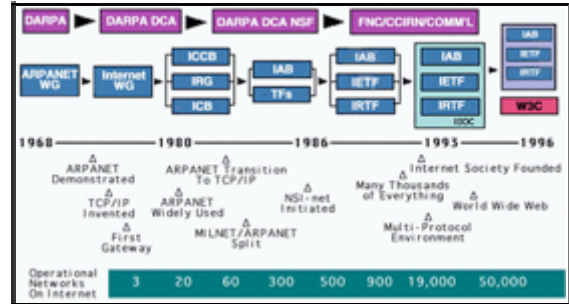 DARPA
DARPA DCA
DARPA DCA NSF
FNC/CCIRN/COMM'L
ARPANET
WG
Internet
WG
ICCB
IRG
ICB
IAB
TFs
IAB
IETF
IRTF
IAB
IETF
IRTF
ISOC
IAB
IETF
IRTF
W3C
1968
1980
1986
1993
1996
ARPANET
Demonstrated
TCP/IP
Invented
First
Gateway
ARPANET Transition
To TCP/IP
ARPANET
Widely Used
MILNET/ARPANET
Split
NSI-net
Initiated
Internet Society Founded
Many Thousands
of Everything
World Wide Web
Multi-Protocol
Environment
Operational
Networks
On Internet
3 20 60 300 500 900 19,000 50,000